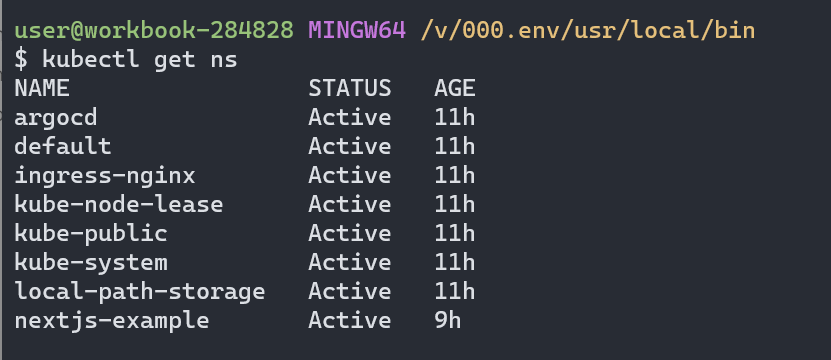 user@workbook-284828 MINGW64 /v/000.env/usr/local/bin
$ kubectl get ns
NAME                 STATUS   AGE
argocd               Active   11h
default              Active   11h
ingress-nginx        Active   11h
kube-node-lease      Active   11h
kube-public          Active   11h
kube-system          Active   11h
local-path-storage   Active   11h
nextjs-example       Active   9h